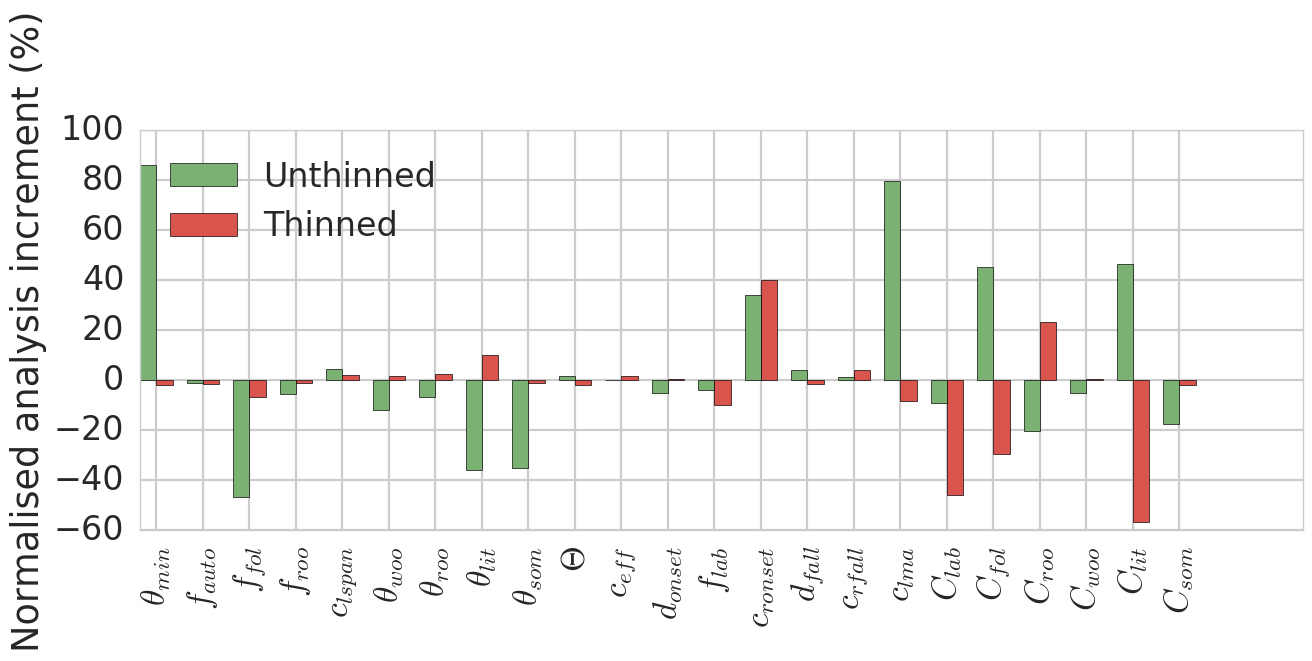 Normalised analysis increment (%)
100
80
60
40
20
0
−20
−40
−60
Unthinned
Thinned
θmin
fauto
ffol
froo
clspan
θwoo
θroo
θlit
θsom
Θ
ceff
donset
flab
cronset
dfall
crfall
clma
Clab
Cfol
Croo
Cwoo
Clit
Csom